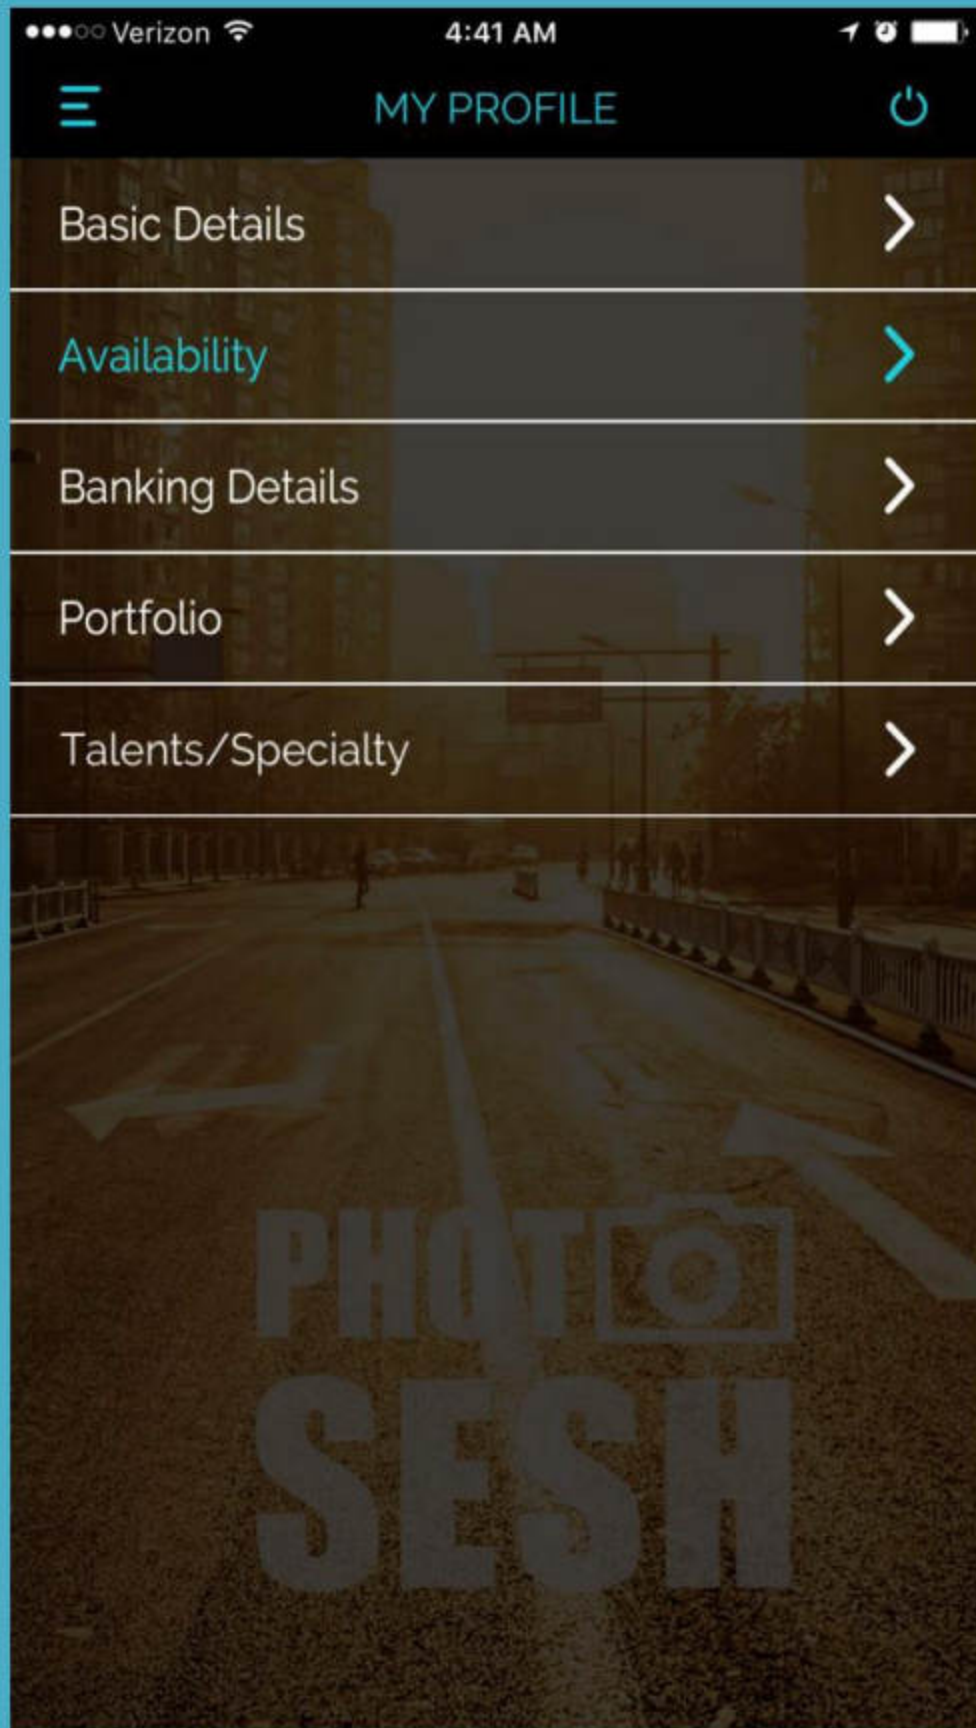 Verizon 4:41 AM
MY PROFILE
Basic Details
Availability
Banking Details
Portfolio
Talents/Specialty
PHOTO
SESH